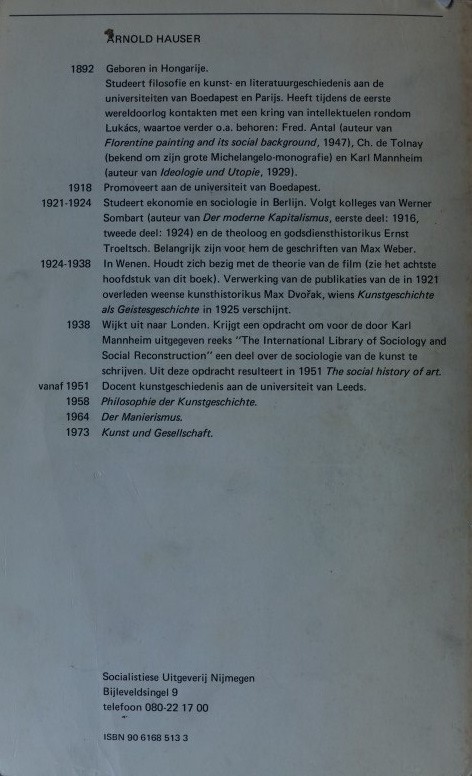 ARNOLD HAUSER
1892 Geboren in Hongarije.
Studeert filosofie en kunst- en literatuurgeschiedenis aan de
universiteiten van Boedapest en Parijs. Heeft tijdens de eerste
wereldoorlog kontakten met een kring van intellektuelen rondom
Lukács, waartoe verder o.a. behoren: Fred. Antal (auteur van
Florentine painting and its social background, 1947), Ch. de Tolnay
(bekend om zijn grote Michelangelo-monografie) en Karl Mannheim
(auteur van Ideologie und Utopie, 1929).
1918 Promoveert aan de universiteit van Boedapest.
1921-1924 Studeert ekonomie en sociologie in Berlijn. Volgt kolleges van Werner
Sombart (auteur van Der moderne Kapitalismus, eerste deel: 1916,
tweede deel: 1924) en de theoloog en godsdiensthistorikus Ernst
Troeltsch. Belangrijk zijn voor hem de geschriften van Max Weber.
1924-1938 In Wenen. Houdt zich bezig met de theorie van de film (zie het achtste
hoofdstuk van dit boek). Verwerking van de publikaties van de in 1921
overleden weense kunsthistorikus Max Dvořak, wiens Kunstgeschichte
als Geistesgeschichte in 1925 verschijnt.
1938 Wijkt uit naar Londen. Krijgt een opdracht om voor de door Karl
Mannheim uitgegeven reeks "The International Library of Sociology and
Social Reconstruction" een deel over de sociologie van de kunst te
schrijven. Uit deze opdracht resulteert in 1951 The social history of art.
vanaf 1951 Docent kunstgeschiedenis aan de universiteit van Leeds.
1958 Philosophie der Kunstgeschichte.
1964 Der Manierismus.
1973 Kunst und Gesellschaft.
Socialistiese Uitgeverij Nijmegen
Bijleveldsingel 9
telefoon 080-22 17 00
ISBN 90 6168 513 3